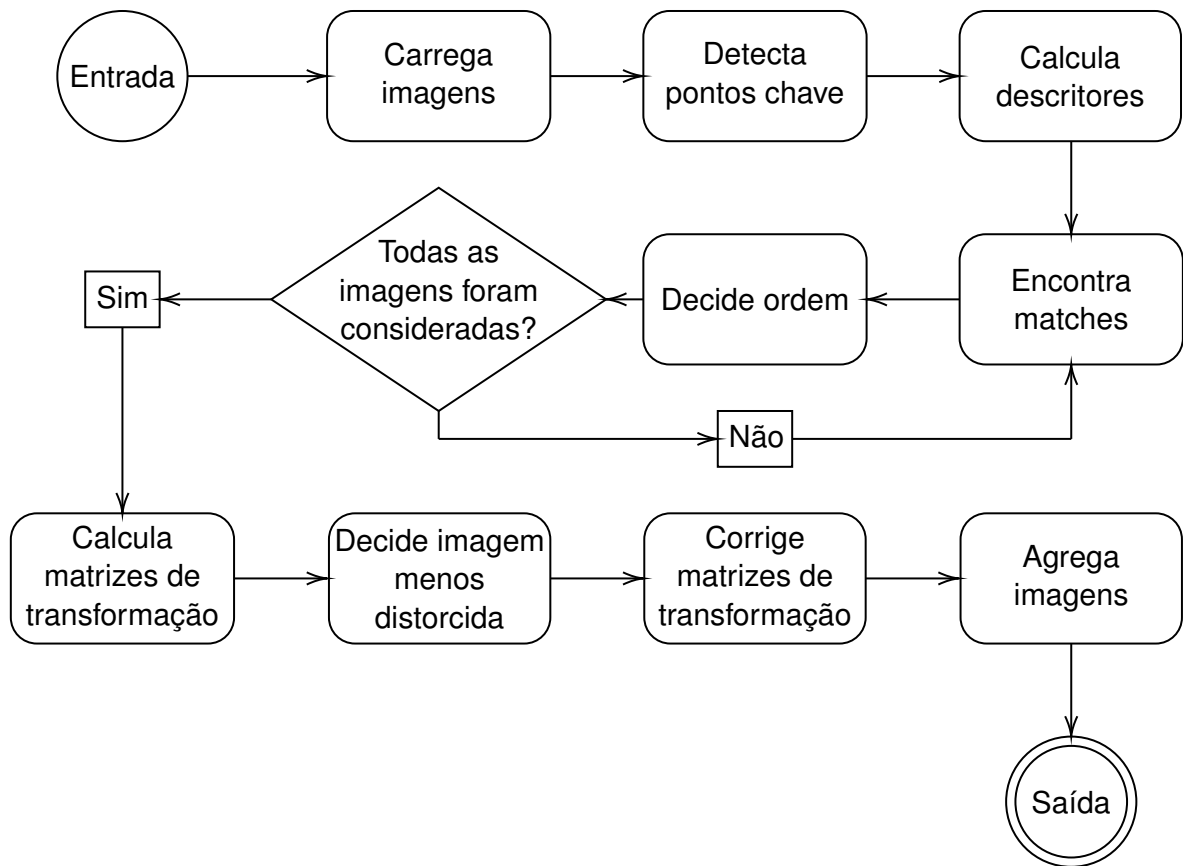 Entrada
Carrega
imagens
Detecta
pontos chave
Calcula
descritores
Encontra
matches
Decide ordem
Todas as
imagens foram
consideradas?
Sim
Não
Calcula
matrizes de
transformação
Decide imagem
menos
distorcida
Corrige
matrizes de
transformação
Agrega
imagens
Saída